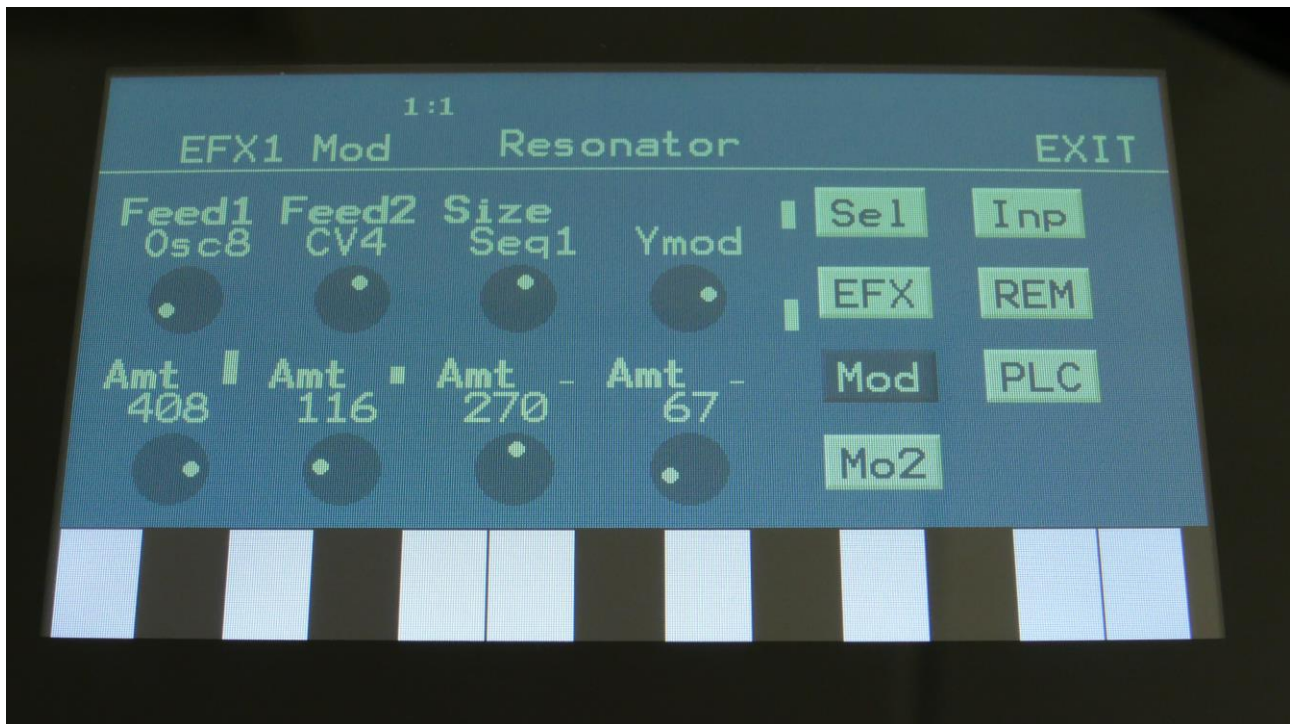 1:1
EFX1 Mod Resonator EXIT
Feed1 Feed2 Size Sel Inp
Osc8 CV4 Seq1 Ymod
EFX REM
Amt Amt Amt Amt Mod PLC
408 116 270 67
Mo2